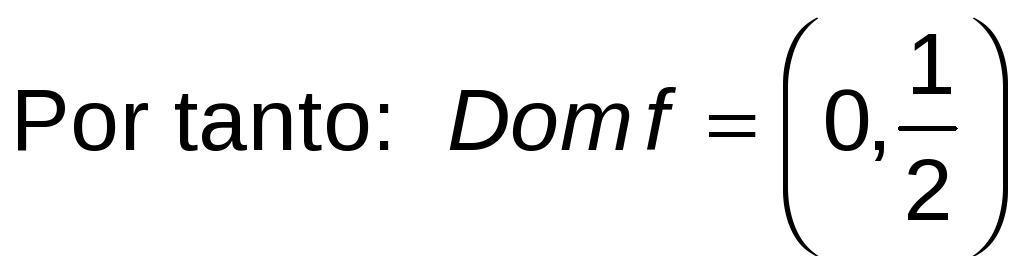 Por tanto: Dom f = (0, 1/2)